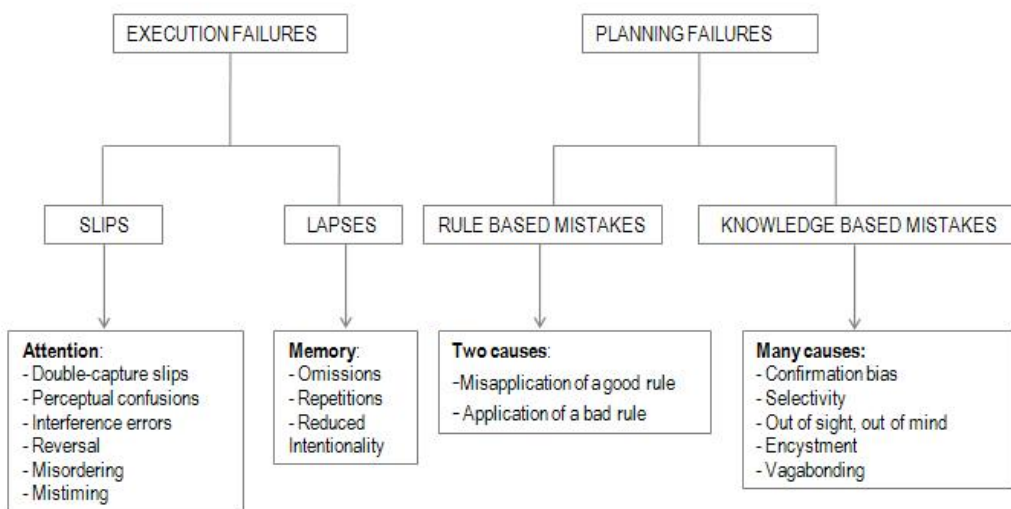 EXECUTION FAILURES
PLANNING FAILURES
SLIPS
LAPSES
RULE BASED MISTAKES
KNOWLEDGE BASED MISTAKES
Attention:
- Double-capture slips
- Perceptual confusions
- Interference errors
- Reversal
- Misordering
- Mistiming
Memory:
- Omissions
- Repetitions
- Reduced
Intentionality
Two causes:
-Misapplication of a good rule
- Application of a bad rule
Many causes:
- Confirmation bias
- Selectivity
- Out of sight, out of mind
- Encystment
- Vagabonding